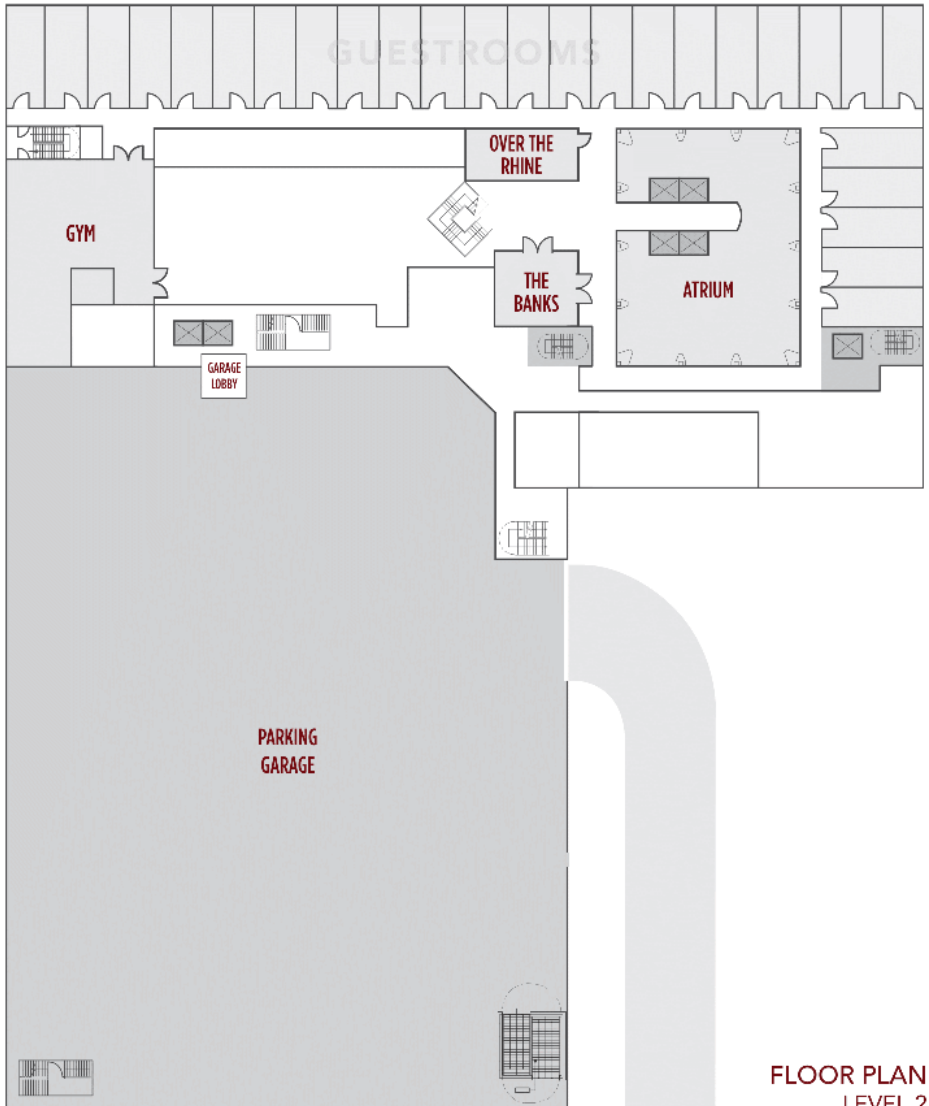 GUESTROOMS
OVER THE
RHINE
GYM
THE
BANKS
ATRIUM
GARAGE
LOBBY
PARKING
GARAGE
FLOOR PLAN
LEVEL 2